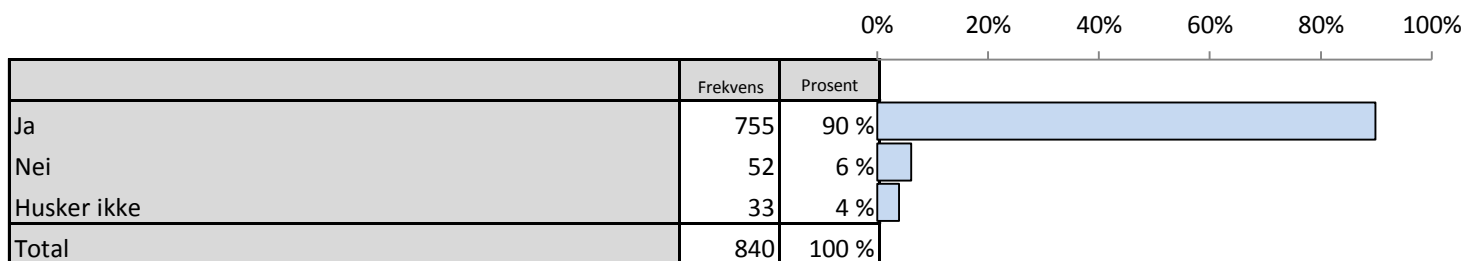 0% 20% 40% 60% 80% 100%
Frekvens Prosent
Ja 755 90 %
Nei 52 6 %
Husker ikke 33 4 %
Total 840 100 %